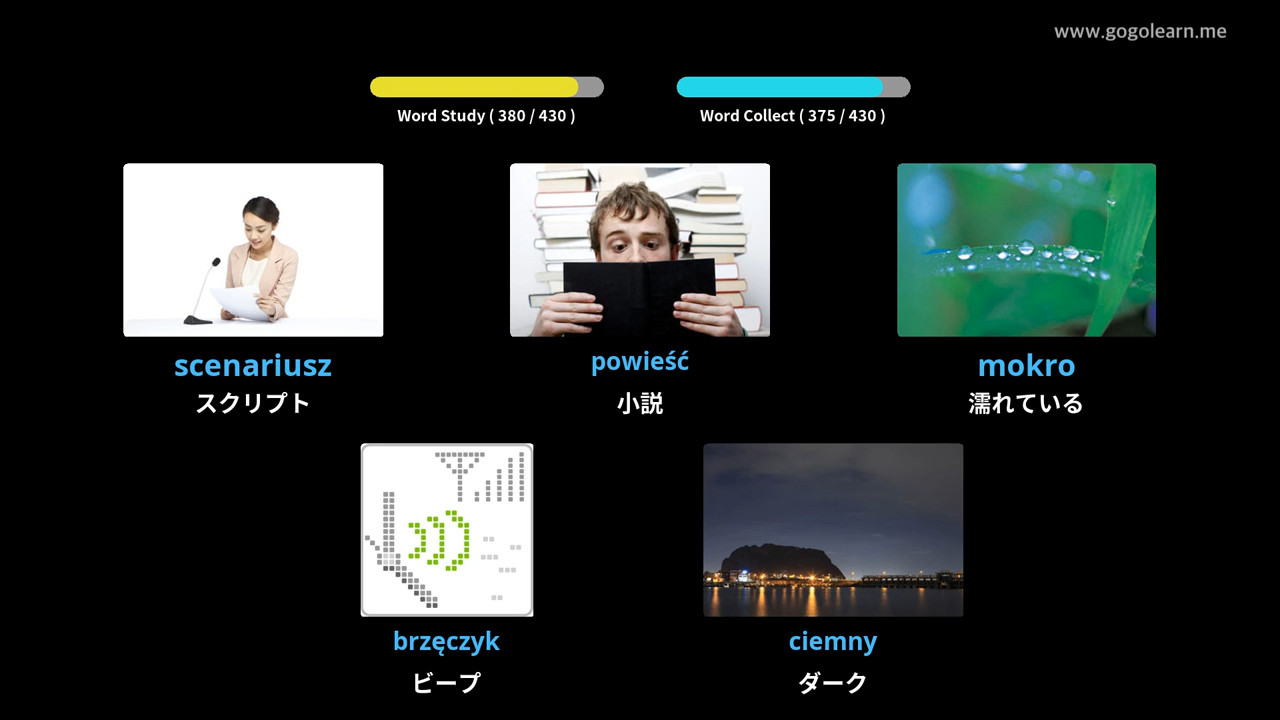 www.gogolearn.me
Word Study ( 380 / 430 )
Word Collect ( 375 / 430 )
scenariusz
スクリプト
powieść
小説
mokro
濡れている
brzęczyk
ビープ
ciemny
ダーク